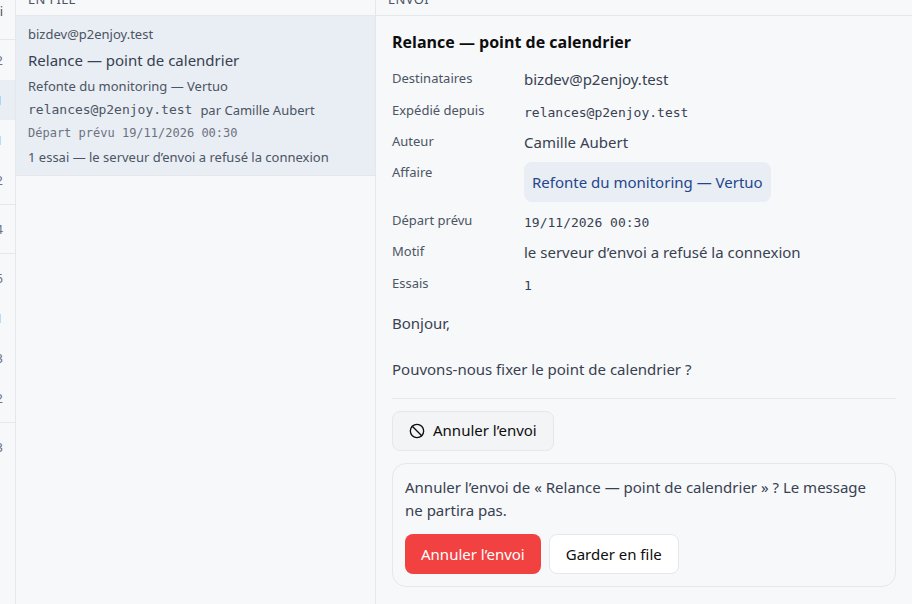 EN FILE
bizdev@p2enjoy.test
Relance — point de calendrier
Refonte du monitoring — Vertuo
relances@p2enjoy.test par Camille Aubert
Départ prévu 19/11/2026 00:30
1 essai — le serveur d’envoi a refusé la connexion
ENVOI
Relance — point de calendrier
Destinataires bizdev@p2enjoy.test
Expédié depuis relances@p2enjoy.test
Auteur Camille Aubert
Affaire Refonte du monitoring — Vertuo
Départ prévu 19/11/2026 00:30
Motif le serveur d’envoi a refusé la connexion
Essais 1
Bonjour,
Pouvons-nous fixer le point de calendrier ?
Annuler l’envoi
Annuler l’envoi de « Relance — point de calendrier » ? Le message
ne partira pas.
Annuler l’envoi Garder en file